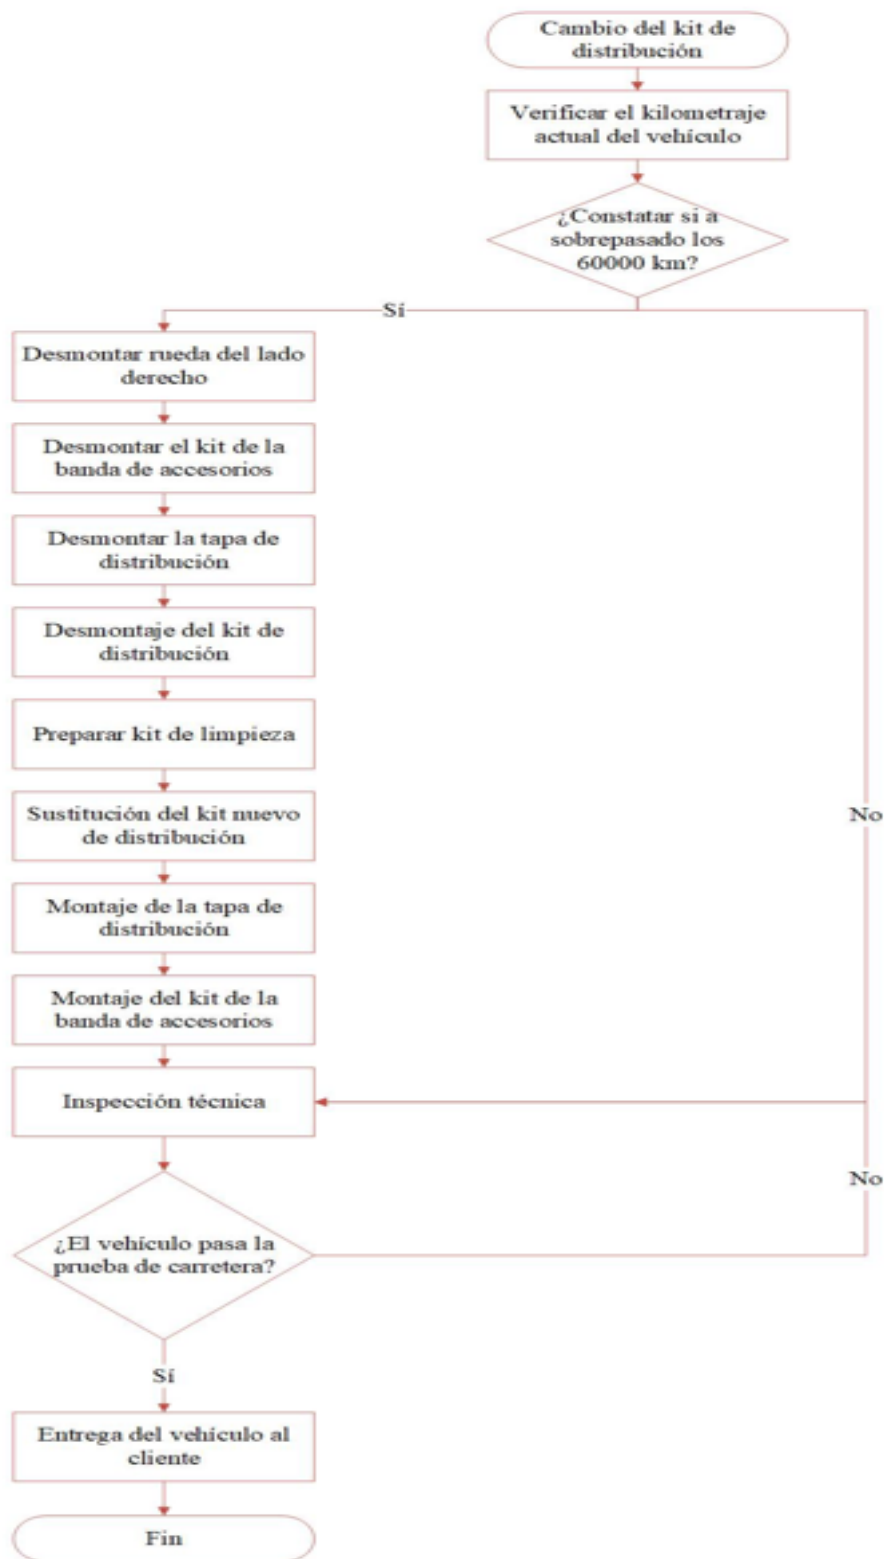 Cambio del kit de
distribución
Verificar el kilometraje
actual del vehículo
¿Constatar si a
sobrepasado los
60000 km?
Sí
Desmontar rueda del lado
derecho
Desmontar el kit de la
banda de accesorios
Desmontar la tapa de
distribución
Desmontaje del kit de
distribución
Preparar kit de limpieza
Sustitución del kit nuevo
de distribución
No
Montaje de la tapa de
distribución
Montaje del kit de la
banda de accesorios
Inspección técnica
No
¿El vehículo pasa la
prueba de carretera?
Sí
Entrega del vehículo al
cliente
Fin